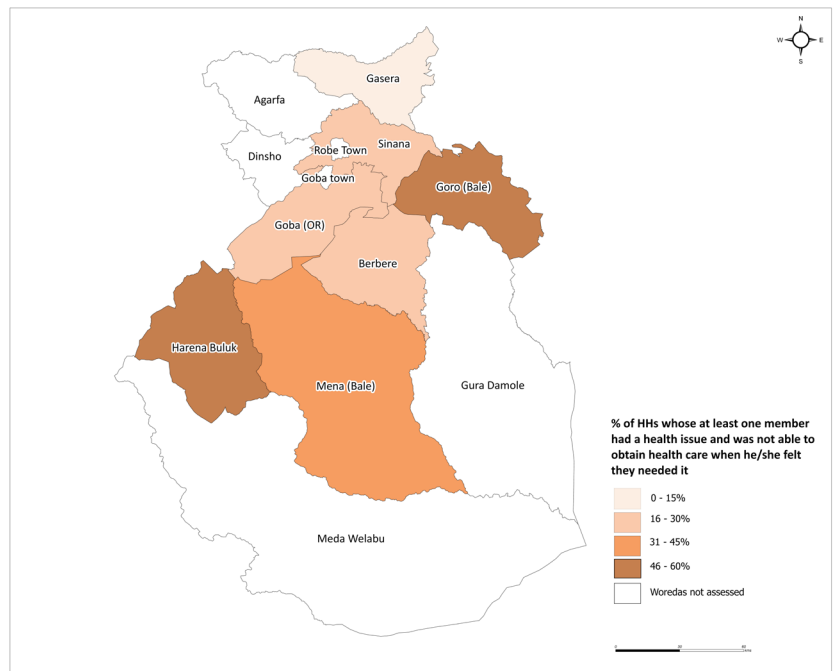 N
W
E
S
Gasera
Agarfa
Sinana
Robe Town
Dinsho
Goba town
Goro (Bale)
Goba (OR)
Berbere
Harena Buluk
Mena (Bale)
Gura Damole
Meda Welabu
% of HHs whose at least one member
had a health issue and was not able to
obtain health care when he/she felt
they needed it
0 - 15%
16 - 30%
31 - 45%
46 - 60%
Woredas not assessed